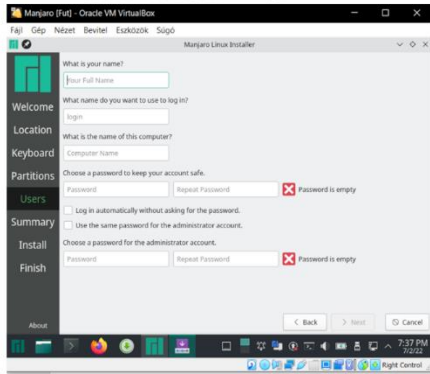 Manjaro [Fut] - Oracle VM VirtualBox
Fájl Gép Nézet Bevitel Eszközök Súgó
Manjaro Linux Installer
Welcome
Location
Keyboard
Partitions
Users
Summary
Install
Finish
About
What is your name?
Your Full Name
What name do you want to use to log in?
login
What is the name of this computer?
Computer Name
Choose a password to keep your account safe.
Password Repeat Password Password is empty
Log in automatically without asking for the password.
Use the same password for the administrator account.
Choose a password for the administrator account.
Password Repeat Password Password is empty
< Back > Next Cancel
7:37 PM
7/2/22
Right Control